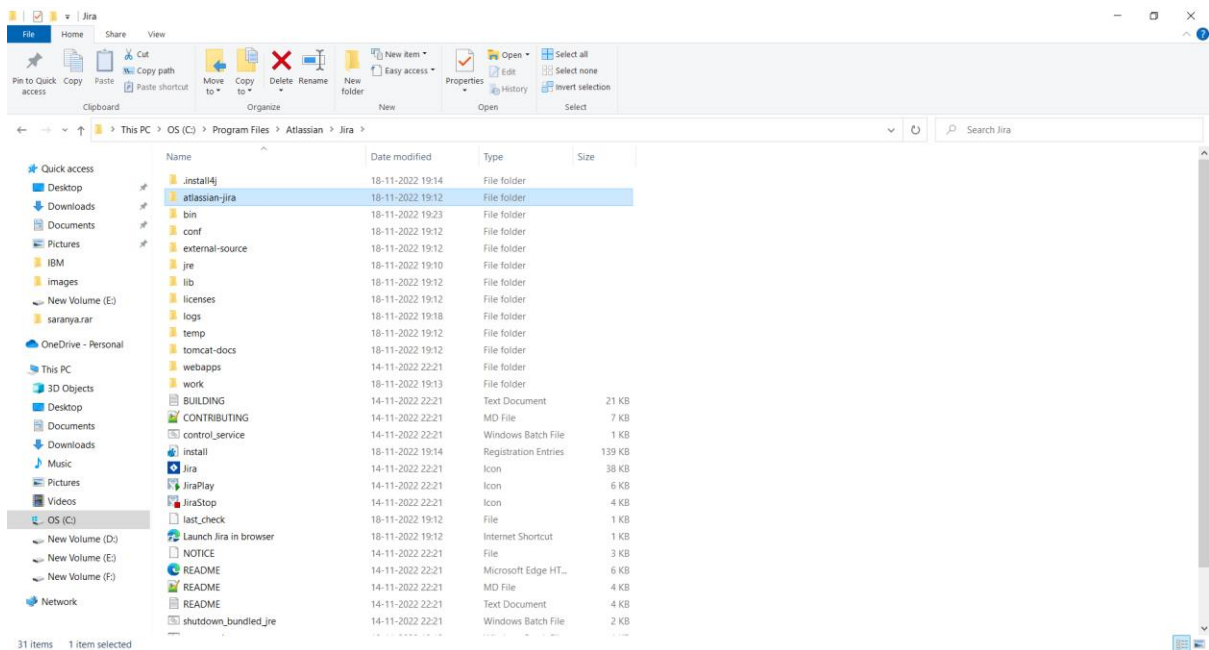 Jira
File Home Share View
Pin to Quick access
Copy
Paste
Cut
Copy path
Paste shortcut
Clipboard
Move to
Copy to
Delete
Rename
Organize
New folder
New item
Easy access
New
Properties
Open
Edit
History
Open
Select all
Select none
Invert selection
Select
This PC > OS (C:) > Program Files > Atlassian > Jira >
Search Jira
Quick access
Desktop
Downloads
Documents
Pictures
IBM
images
New Volume (E:)
saranya.rar
OneDrive - Personal
This PC
3D Objects
Desktop
Documents
Downloads
Music
Pictures
Videos
OS (C:)
New Volume (D:)
New Volume (E:)
New Volume (F:)
Network
Name Date modified Type Size
.install4j 18-11-2022 19:14 File folder
atlassian-jira 18-11-2022 19:12 File folder
bin 18-11-2022 19:23 File folder
conf 18-11-2022 19:12 File folder
external-source 18-11-2022 19:12 File folder
jre 18-11-2022 19:10 File folder
lib 18-11-2022 19:12 File folder
licenses 18-11-2022 19:12 File folder
logs 18-11-2022 19:18 File folder
temp 18-11-2022 19:12 File folder
tomcat-docs 18-11-2022 19:12 File folder
webapps 14-11-2022 22:21 File folder
work 18-11-2022 19:13 File folder
BUILDING 14-11-2022 22:21 Text Document 21 KB
CONTRIBUTING 14-11-2022 22:21 MD File 7 KB
control_service 14-11-2022 22:21 Windows Batch File 1 KB
install 18-11-2022 19:14 Registration Entries 139 KB
Jira 14-11-2022 22:21 Icon 38 KB
JiraPlay 14-11-2022 22:21 Icon 6 KB
JiraStop 14-11-2022 22:21 Icon 4 KB
last_check 18-11-2022 19:12 File 1 KB
Launch Jira in browser 18-11-2022 19:12 Internet Shortcut 1 KB
NOTICE 14-11-2022 22:21 File 3 KB
README 14-11-2022 22:21 Microsoft Edge HT... 6 KB
README 14-11-2022 22:21 MD File 4 KB
README 14-11-2022 22:21 Text Document 4 KB
shutdown_bundled_jre 14-11-2022 22:21 Windows Batch File 2 KB
31 items 1 item selected